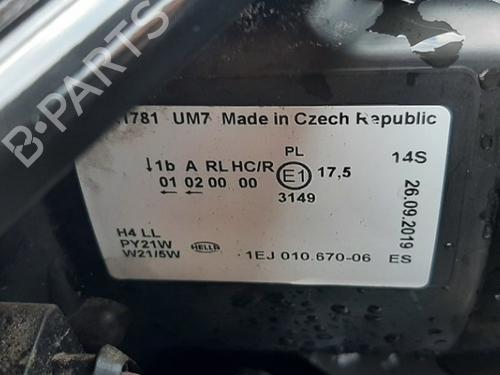 B-PARTS
1781 UM7 Made in Czech Republic
PL
↓1b A RL HC/R E1 17,5 14S
01 02 00 00
← ←
3149
26.09.2019
H4 LL
PY21W
W21/5W HELLA 1EJ 010.670-06 ES